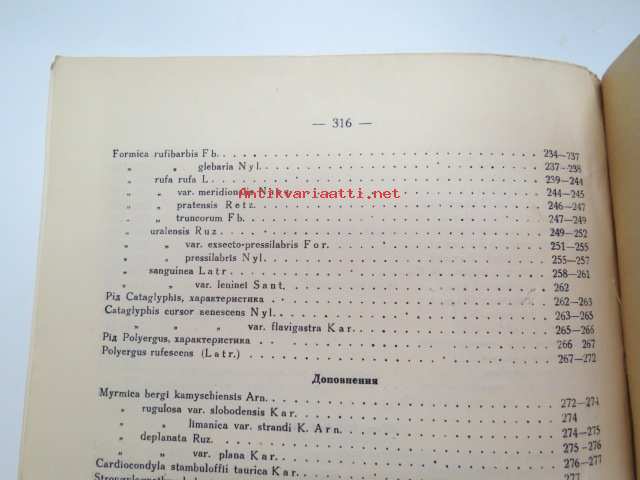 — 316 —
Formica rufibarbis Fb. 234—237
„ „ glebaria Nyl. 237—238
„ rufa rufa L. 239—244
„ „ var. meridionalis Nas. 244—245
antikvariaatti.net
„ „ pratensis Retz. 246—247
„ „ truncorum Fb. 247—249
„ uralensis Ruz. 249—252
„ „ var. exsecto-pressilabris For. 251—255
„ „ pressilabris Nyl. 255—257
„ sanguinea Latr. 258—261
„ „ var. leninei Sant. 262
Рід Cataglyphis, характеристика 262—263
Cataglyphis cursor aenescens Nyl. 263—265
„ „ „ var. flavigastra Kar. 265—266
Рід Polyergus, характеристика 266 267
Polyergus rufescens (Latr.) 267—272
Доповнення
Myrmica bergi kamyschiensis Arn. 272—274
„ rugulosa var. slobodensis Kar. 274
„ „ limanica var. strandi K. Arn. 274—275
„ deplanata Ruz. 275-276
„ „ var. plana Kar. 276—277
Cardiocondyla stambuloffii taurica Kar. 277